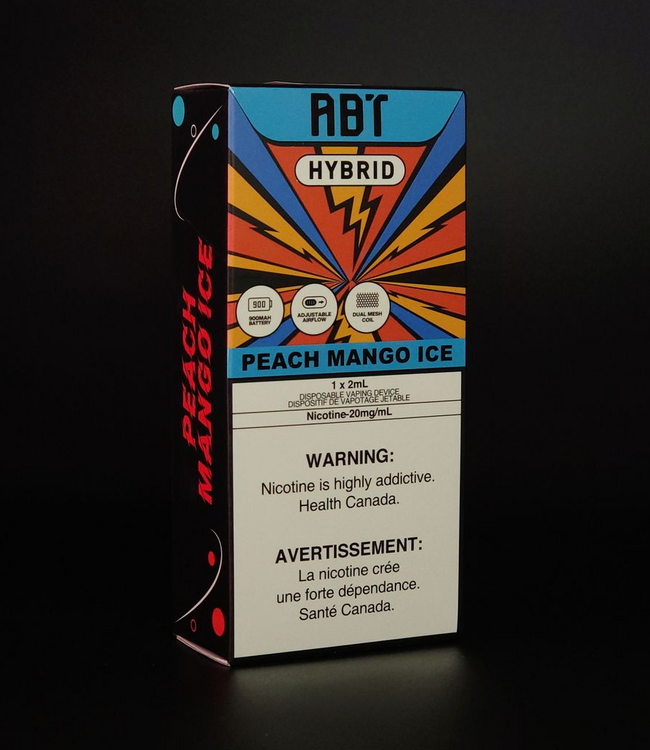 ABT
HYBRID
900
900MAH
BATTERY
ADJUSTABLE
AIRFLOW
DUAL MESH
COIL
PEACH MANGO ICE
1 x 2mL
DISPOSABLE VAPING DEVICE
DISPOSITIF DE VAPOTAGE JETABLE
Nicotine-20mg/mL
WARNING:
Nicotine is highly addictive.
Health Canada.
AVERTISSEMENT:
La nicotine crée
une forte dépendance.
Santé Canada.
PEACH
MANGO ICE